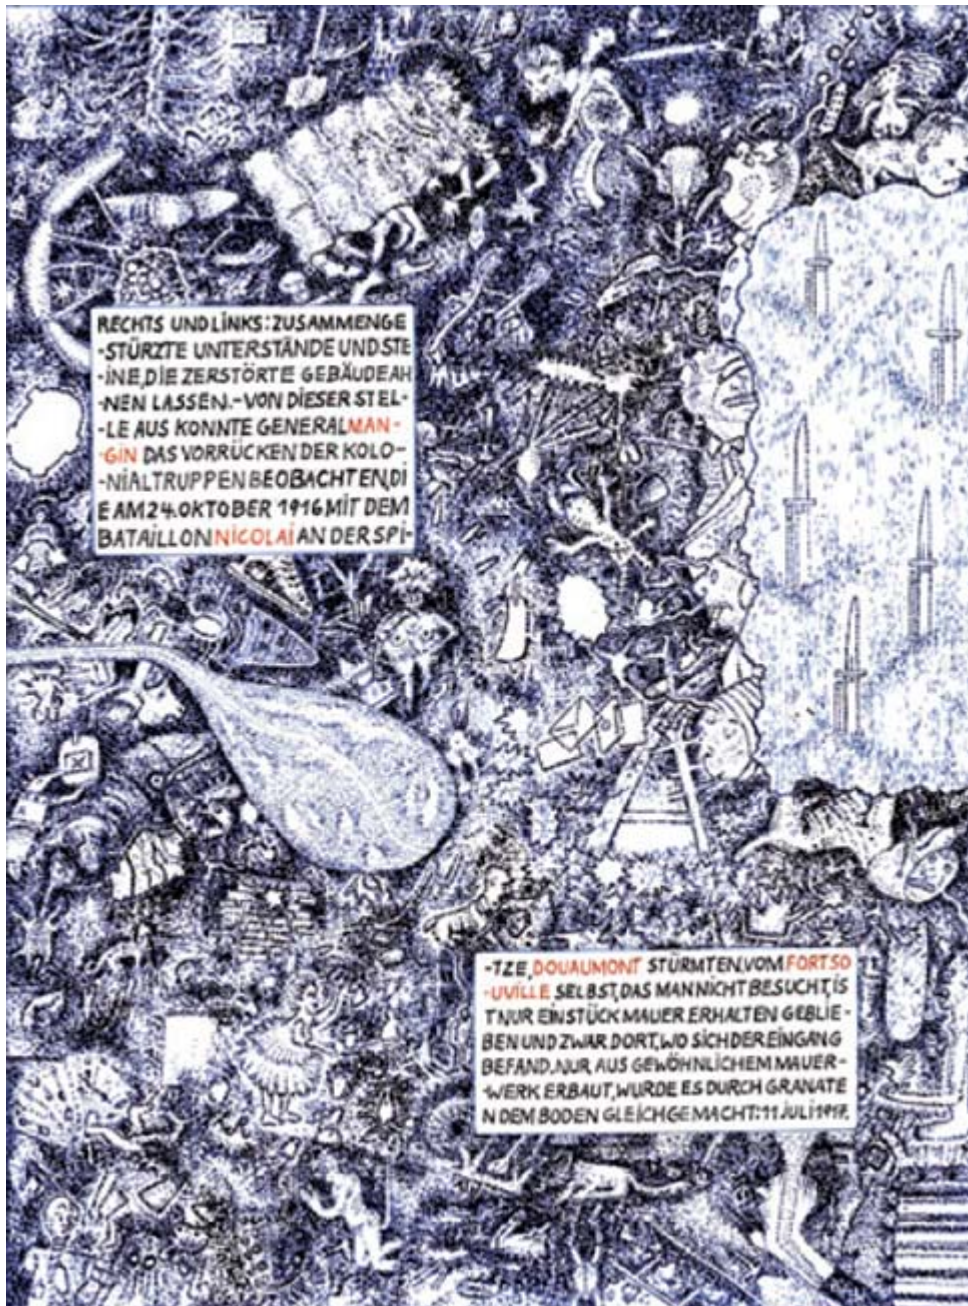 RECHTS UND LINKS: ZUSAMMENGE
-STÜRZTE UNTERSTÄNDE UND STE
-INE, DIE ZERSTÖRTE GEBÄUDE AH
-NEN LASSEN.-VON DIESER STEL-
-LE AUS KONNTE GENERAL MAN-
-GIN DAS VORRÜCKEN DER KOLO-
-NIALTRUPPEN BEOBACHTEN, DI
E AM 24. OKTOBER 1916 MIT DEM
BATAILLON NICOLAI AN DER SPI-
-TZE, DOUAUMONT STÜRMTEN. VOM FORT SO
-UVILLE SELBST, DAS MAN NICHT BESUCHT, IS
T NUR EIN STÜCK MAUER ERHALTEN GEBLIE-
BEN UND ZWAR DORT, WO SICH DER EINGANG
BEFAND. NUR AUS GEWÖHNLICHEM MAUER-
-WERK ERBAUT, WURDE ES DURCH GRANATE
N DEM BODEN GLEICHGEMACHT: 11 JULI 1917.